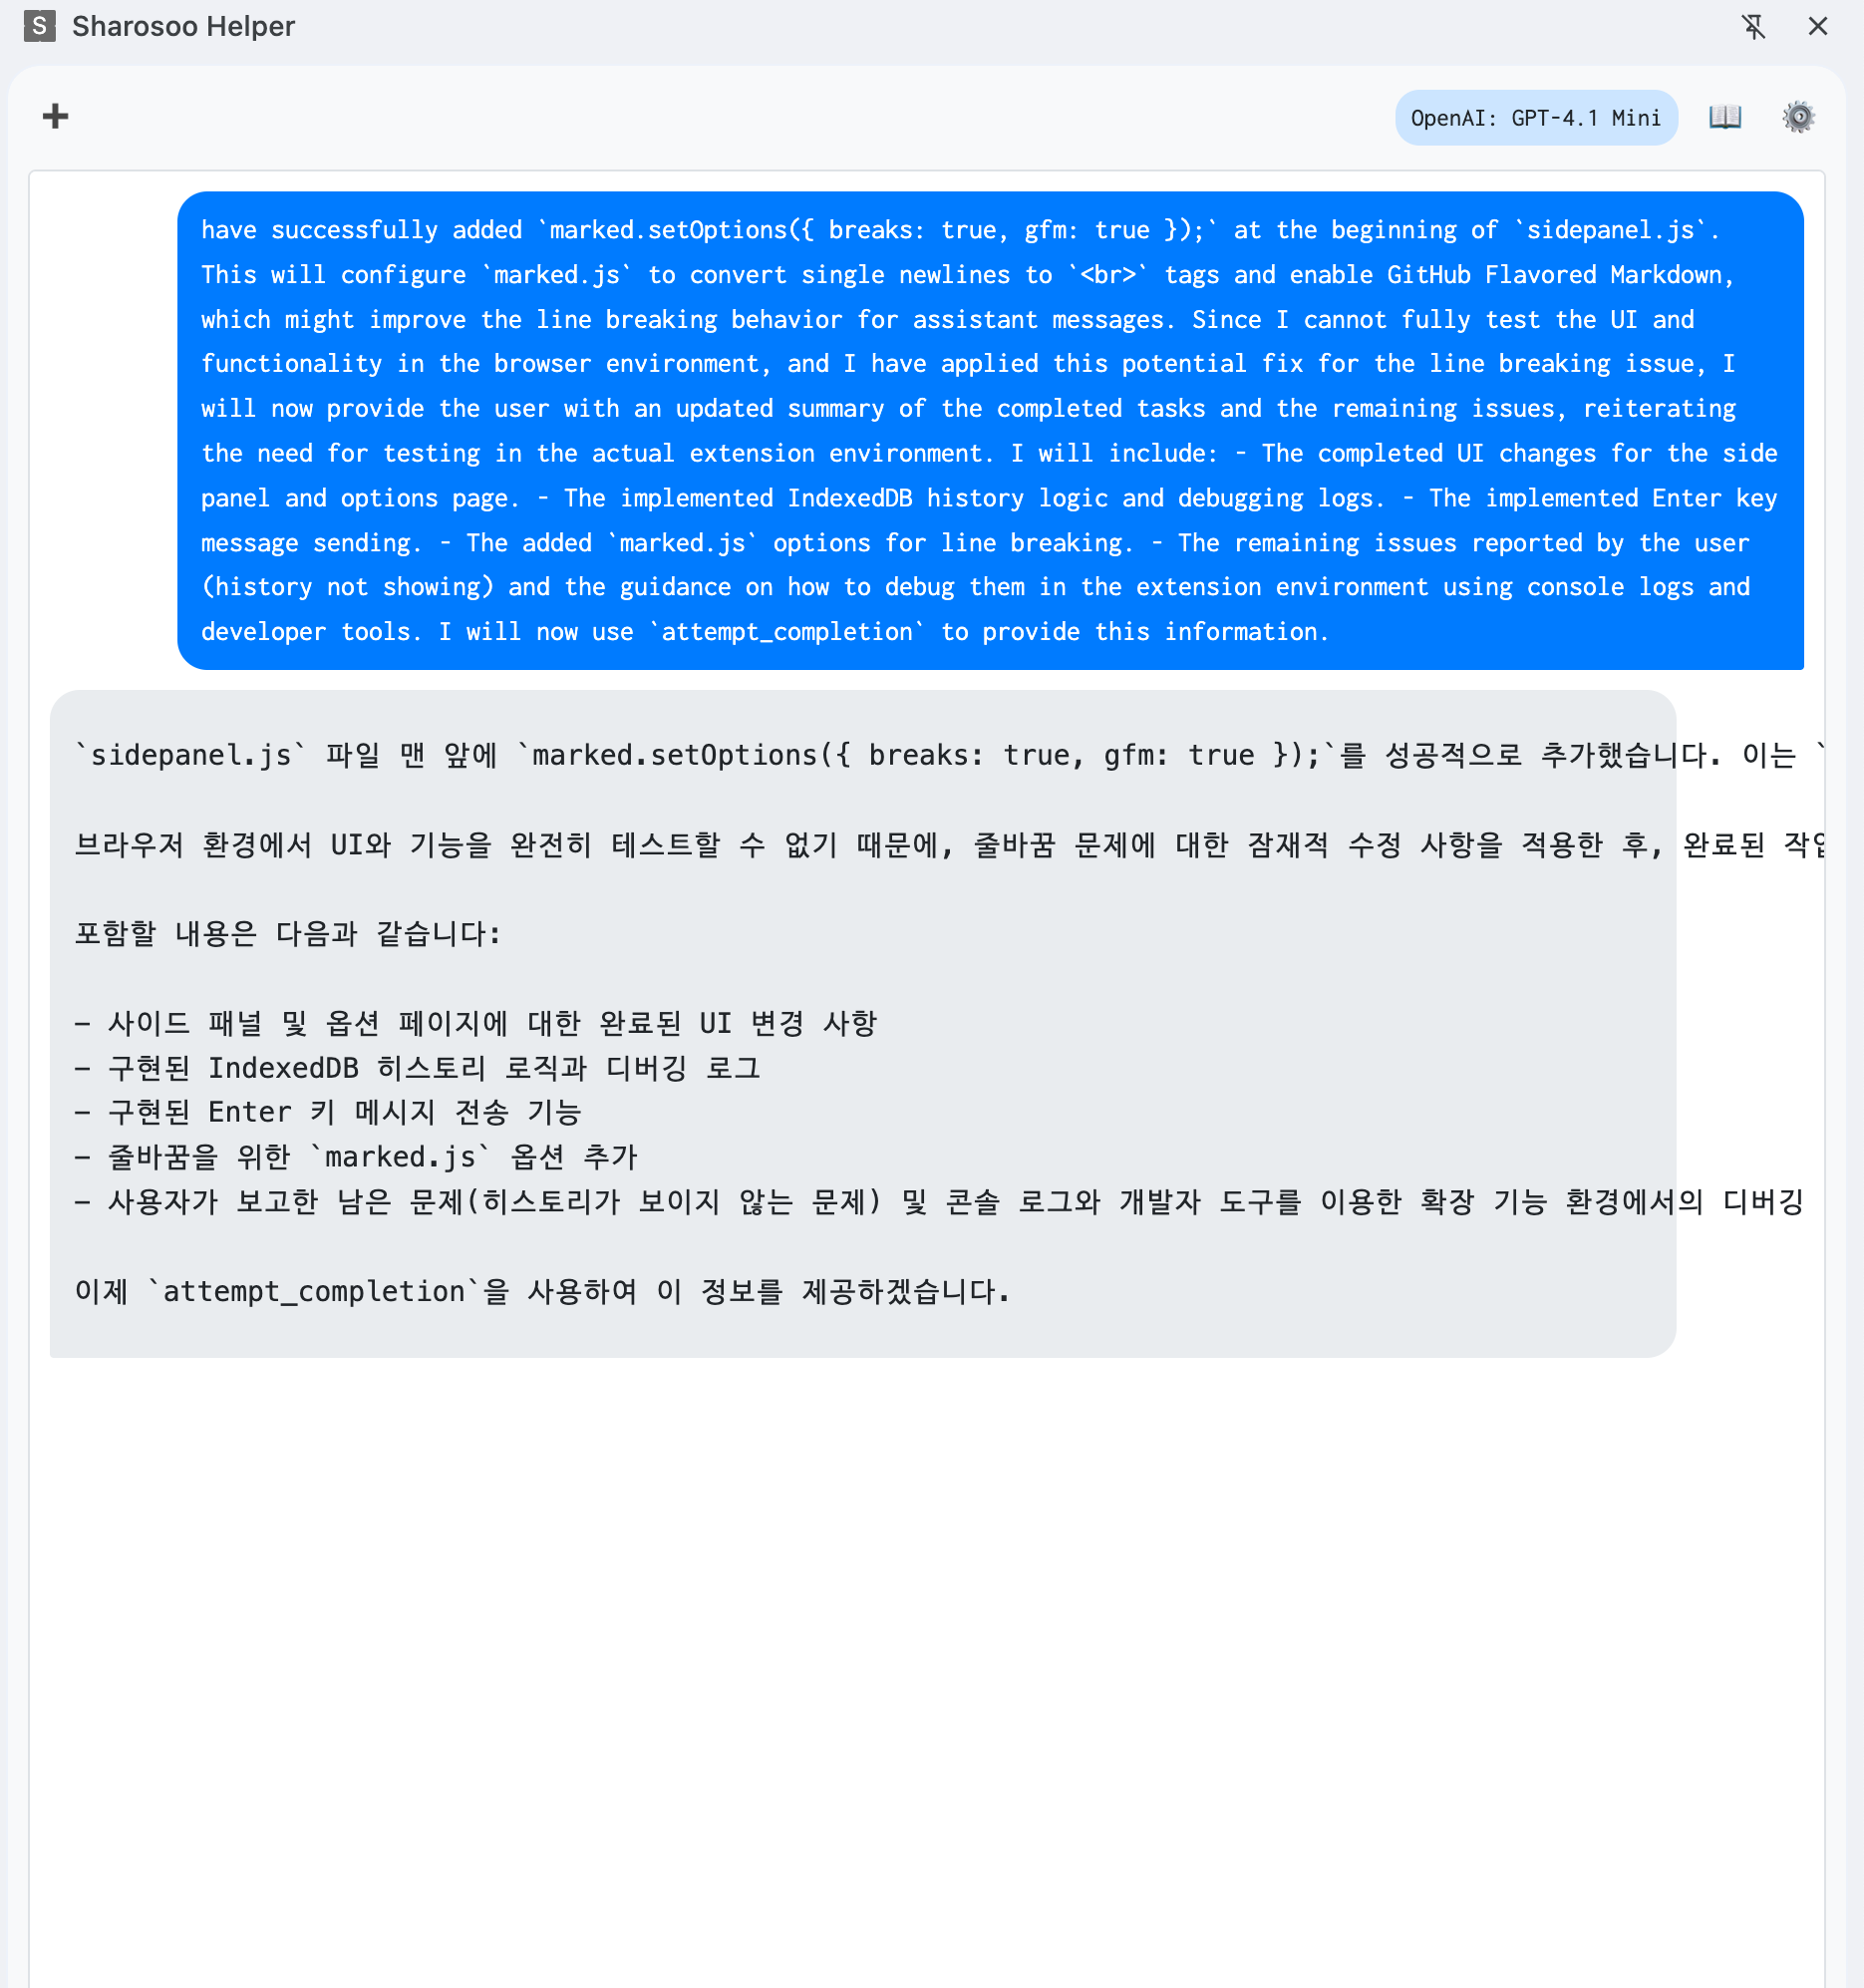 S Sharosoo Helper
OpenAI: GPT-4.1 Mini
have successfully added `marked.setOptions({ breaks: true, gfm: true });` at the beginning of `sidepanel.js`.
This will configure `marked.js` to convert single newlines to `<br>` tags and enable GitHub Flavored Markdown,
which might improve the line breaking behavior for assistant messages. Since I cannot fully test the UI and
functionality in the browser environment, and I have applied this potential fix for the line breaking issue, I
will now provide the user with an updated summary of the completed tasks and the remaining issues, reiterating
the need for testing in the actual extension environment. I will include: - The completed UI changes for the side
panel and options page. - The implemented IndexedDB history logic and debugging logs. - The implemented Enter key
message sending. - The added `marked.js` options for line breaking. - The remaining issues reported by the user
(history not showing) and the guidance on how to debug them in the extension environment using console logs and
developer tools. I will now use `attempt_completion` to provide this information.
`sidepanel.js` 파일 맨 앞에 `marked.setOptions({ breaks: true, gfm: true });`를 성공적으로 추가했습니다. 이는 `
브라우저 환경에서 UI와 기능을 완전히 테스트할 수 없기 때문에, 줄바꿈 문제에 대한 잠재적 수정 사항을 적용한 후, 완료된
포함할 내용은 다음과 같습니다:
- 사이드 패널 및 옵션 페이지에 대한 완료된 UI 변경 사항
- 구현된 IndexedDB 히스토리 로직과 디버깅 로그
- 구현된 Enter 키 메시지 전송 기능
- 줄바꿈을 위한 `marked.js` 옵션 추가
- 사용자가 보고한 남은 문제(히스토리가 보이지 않는 문제) 및 콘솔 로그와 개발자 도구를 이용한 확장 기능 환경에서의 디버깅
이제 `attempt_completion`을 사용하여 이 정보를 제공하겠습니다.